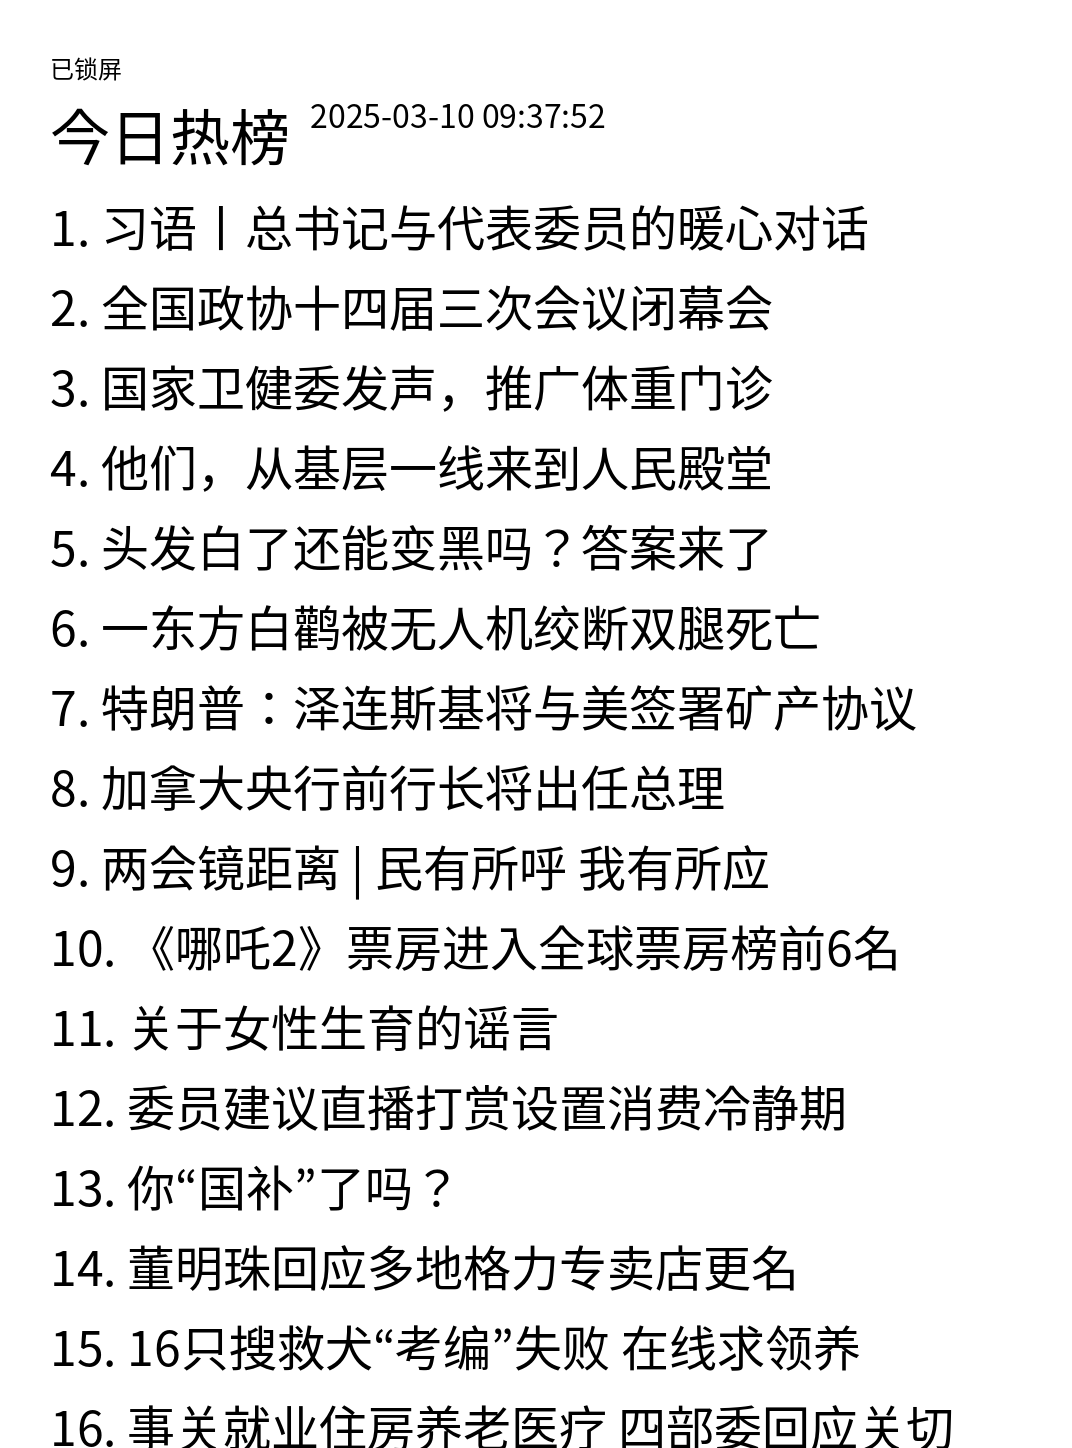 已锁屏
今日热榜 2025-03-10 09:37:52
1. 习语丨总书记与代表委员的暖心对话
2. 全国政协十四届三次会议闭幕会
3. 国家卫健委发声，推广体重门诊
4. 他们，从基层一线来到人民殿堂
5. 头发白了还能变黑吗？答案来了
6. 一东方白鹳被无人机绞断双腿死亡
7. 特朗普：泽连斯基将与美签署矿产协议
8. 加拿大央行前行长将出任总理
9. 两会镜距离 | 民有所呼 我有所应
10. 《哪吒2》票房进入全球票房榜前6名
11. 关于女性生育的谣言
12. 委员建议直播打赏设置消费冷静期
13. 你“国补”了吗？
14. 董明珠回应多地格力专卖店更名
15. 16只搜救犬“考编”失败 在线求领养
16. 事关就业住房养老医疗 四部委回应关切